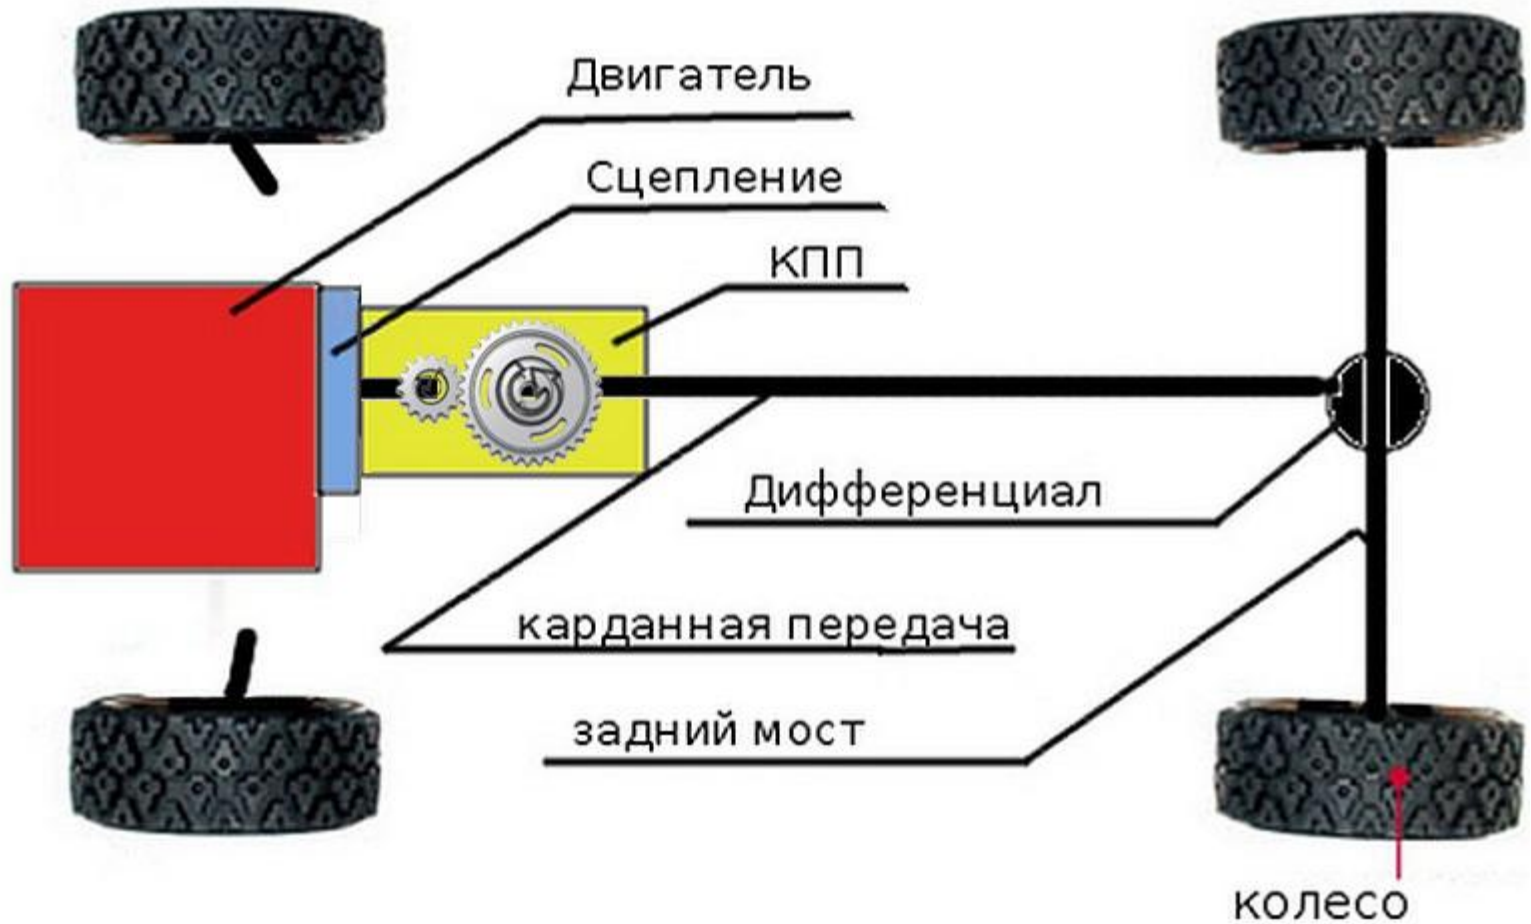 Двигатель
Сцепление
КПП
Дифференциал
карданная передача
задний мост
колесо